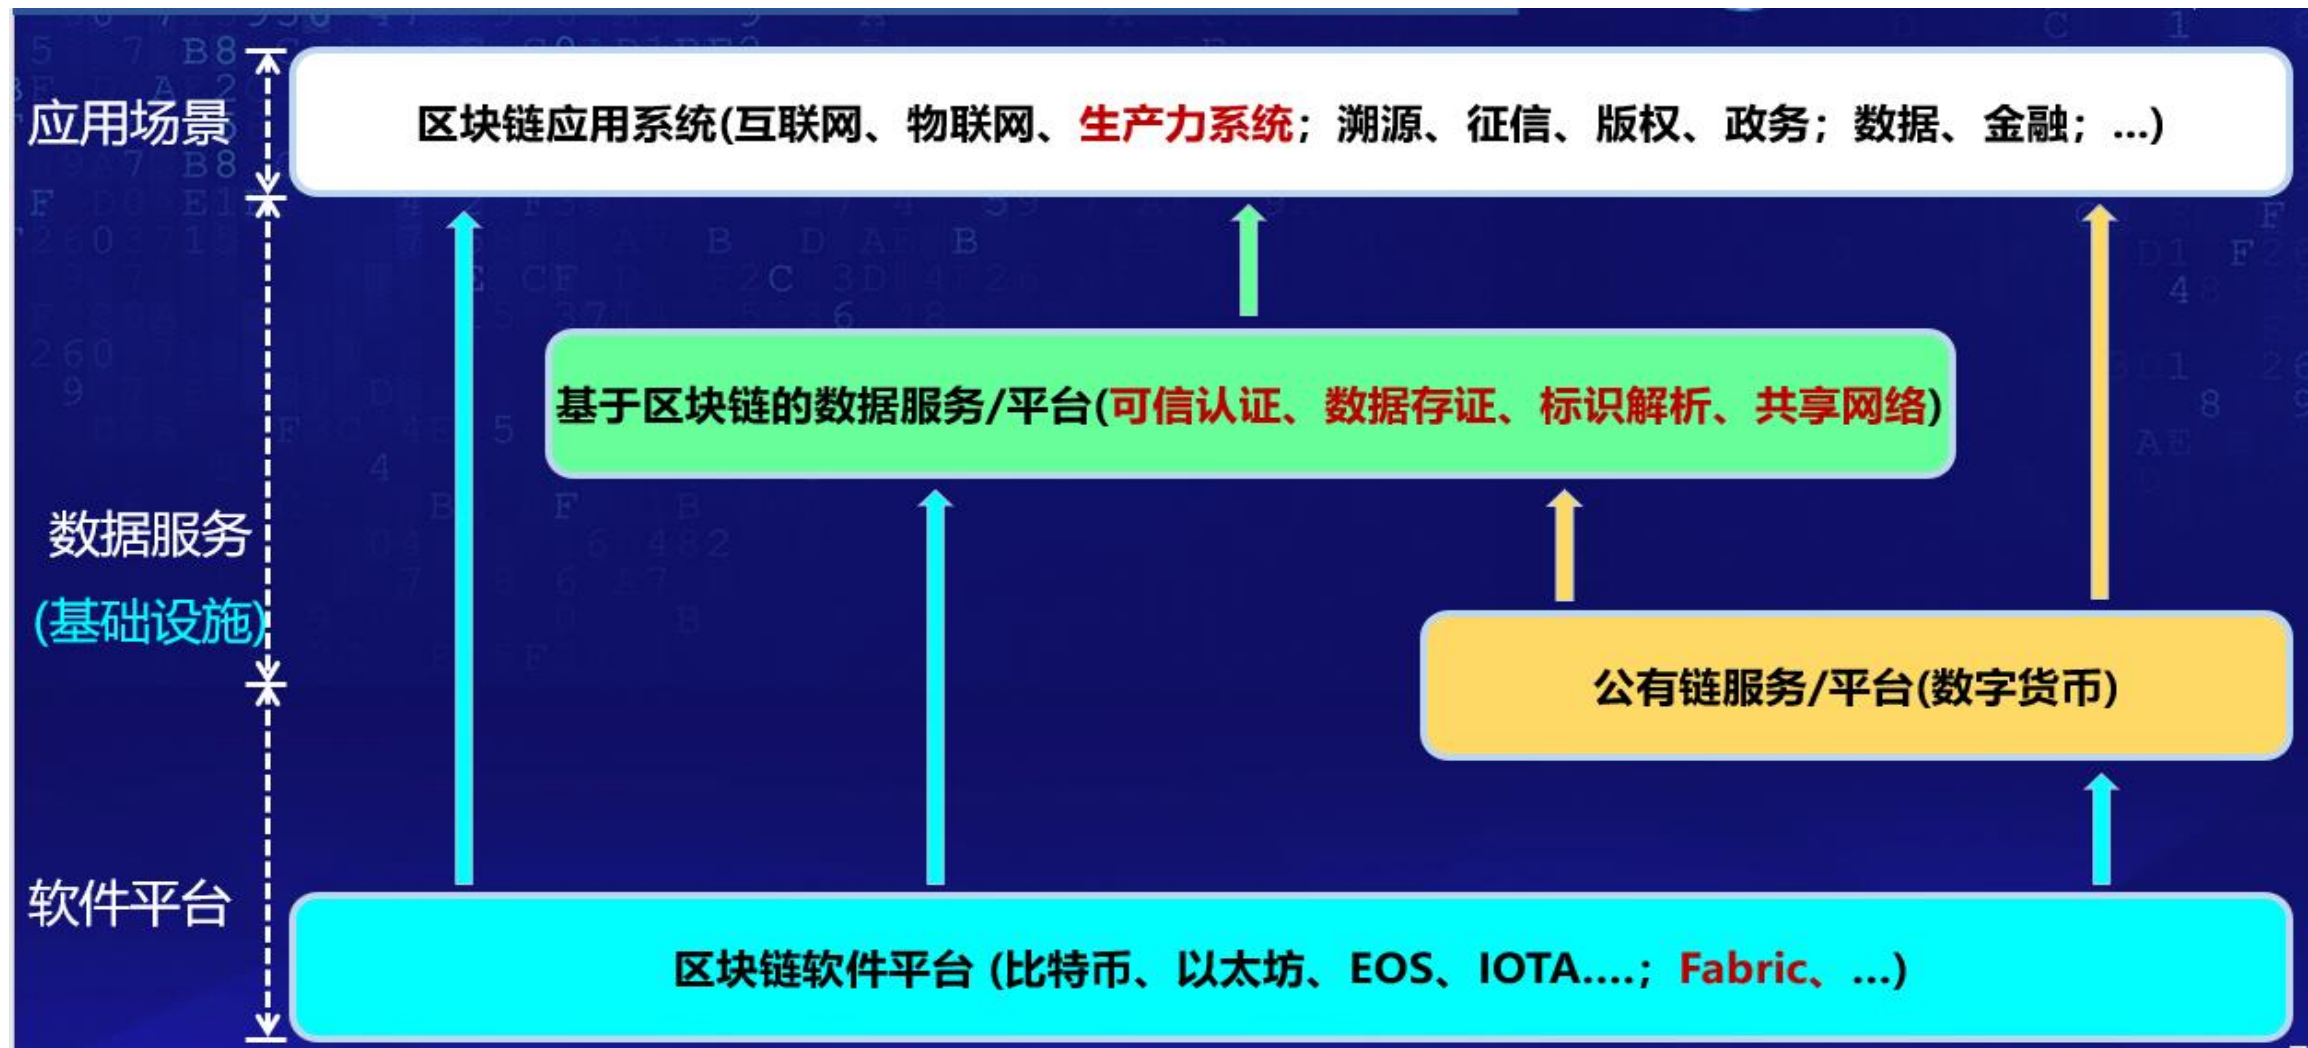 应用场景
区块链应用系统(互联网、物联网、生产力系统；溯源、征信、版权、政务；数据、金融；...)
基于区块链的数据服务/平台(可信认证、数据存证、标识解析、共享网络)
数据服务
(基础设施)
公有链服务/平台(数字货币)
软件平台
区块链软件平台 (比特币、以太坊、EOS、IOTA....；Fabric、...)